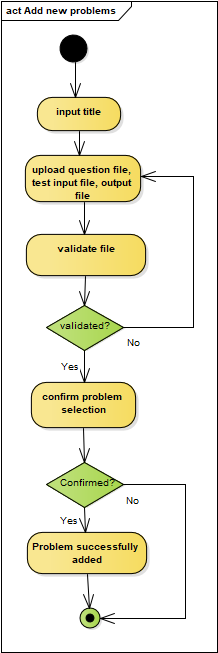 act Add new problems
input title
upload question file,
test input file, output
file
validate file
validated?
No
Yes
confirm problem
selection
Confirmed?
No
Yes
Problem successfully
added